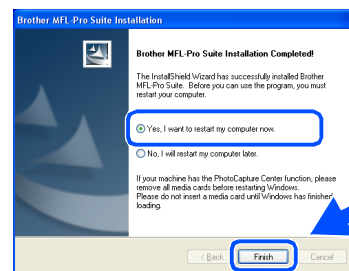 Brother MFL-Pro Suite Installation
Brother MFL-Pro Suite Installation Completed!
The InstallShield Wizard has successfully installed Brother
MFL-Pro Suite. Before you can use the program, you must
restart your computer.
Yes, I want to restart my computer now.
No, I will restart my computer later.
If your machine has the PhotoCapture Center function, please
remove all media cards before restarting Windows.
Please do not insert a media card until Windows has finished
loading.
< Back
Finish
Cancel